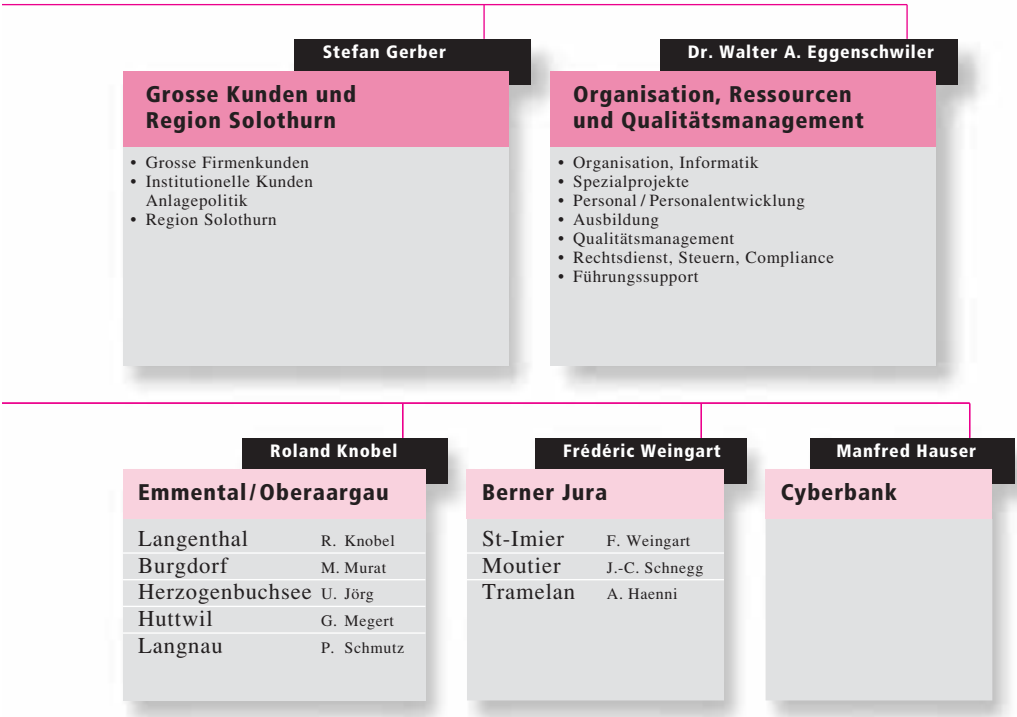 Stefan Gerber
Grosse Kunden und
Region Solothurn
• Grosse Firmenkunden
• Institutionelle Kunden
Anlagepolitik
• Region Solothurn
Dr. Walter A. Eggenschwiler
Organisation, Ressourcen
und Qualitätsmanagement
• Organisation, Informatik
• Spezialprojekte
• Personal / Personalentwicklung
• Ausbildung
• Qualitätsmanagement
• Rechtsdienst, Steuern, Compliance
• Führungssupport
Roland Knobel
Emmental / Oberaargau
Langenthal R. Knobel
Burgdorf M. Murat
Herzogenbuchsee U. Jörg
Huttwil G. Megert
Langnau P. Schmutz
Frédéric Weingart
Berner Jura
St-Imier F. Weingart
Moutier J.-C. Schnegg
Tramelan A. Haenni
Manfred Hauser
Cyberbank